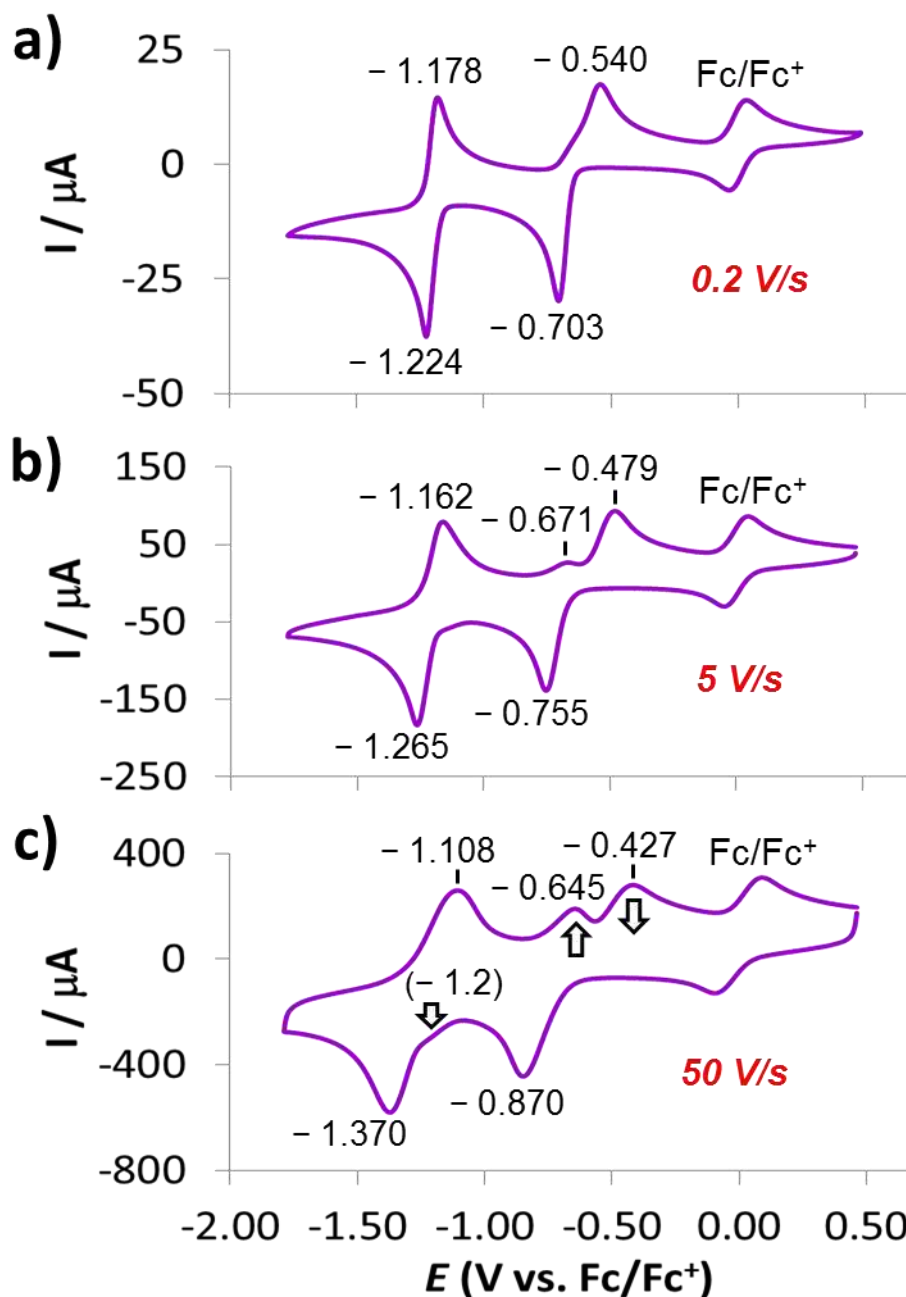 a)
25
0
-25
-50
I / µA
− 1.178
− 0.540
Fc/Fc⁺
− 0.703
− 1.224
0.2 V/s
b)
150
50
-50
-150
-250
I / µA
− 1.162
− 0.671
− 0.479
Fc/Fc⁺
− 0.755
− 1.265
5 V/s
c)
400
0
-400
-800
I / µA
− 1.108
− 0.645
− 0.427
Fc/Fc⁺
(− 1.2)
− 0.870
− 1.370
50 V/s
-2.00 -1.50 -1.00 -0.50 0.00 0.50
E (V vs. Fc/Fc⁺)